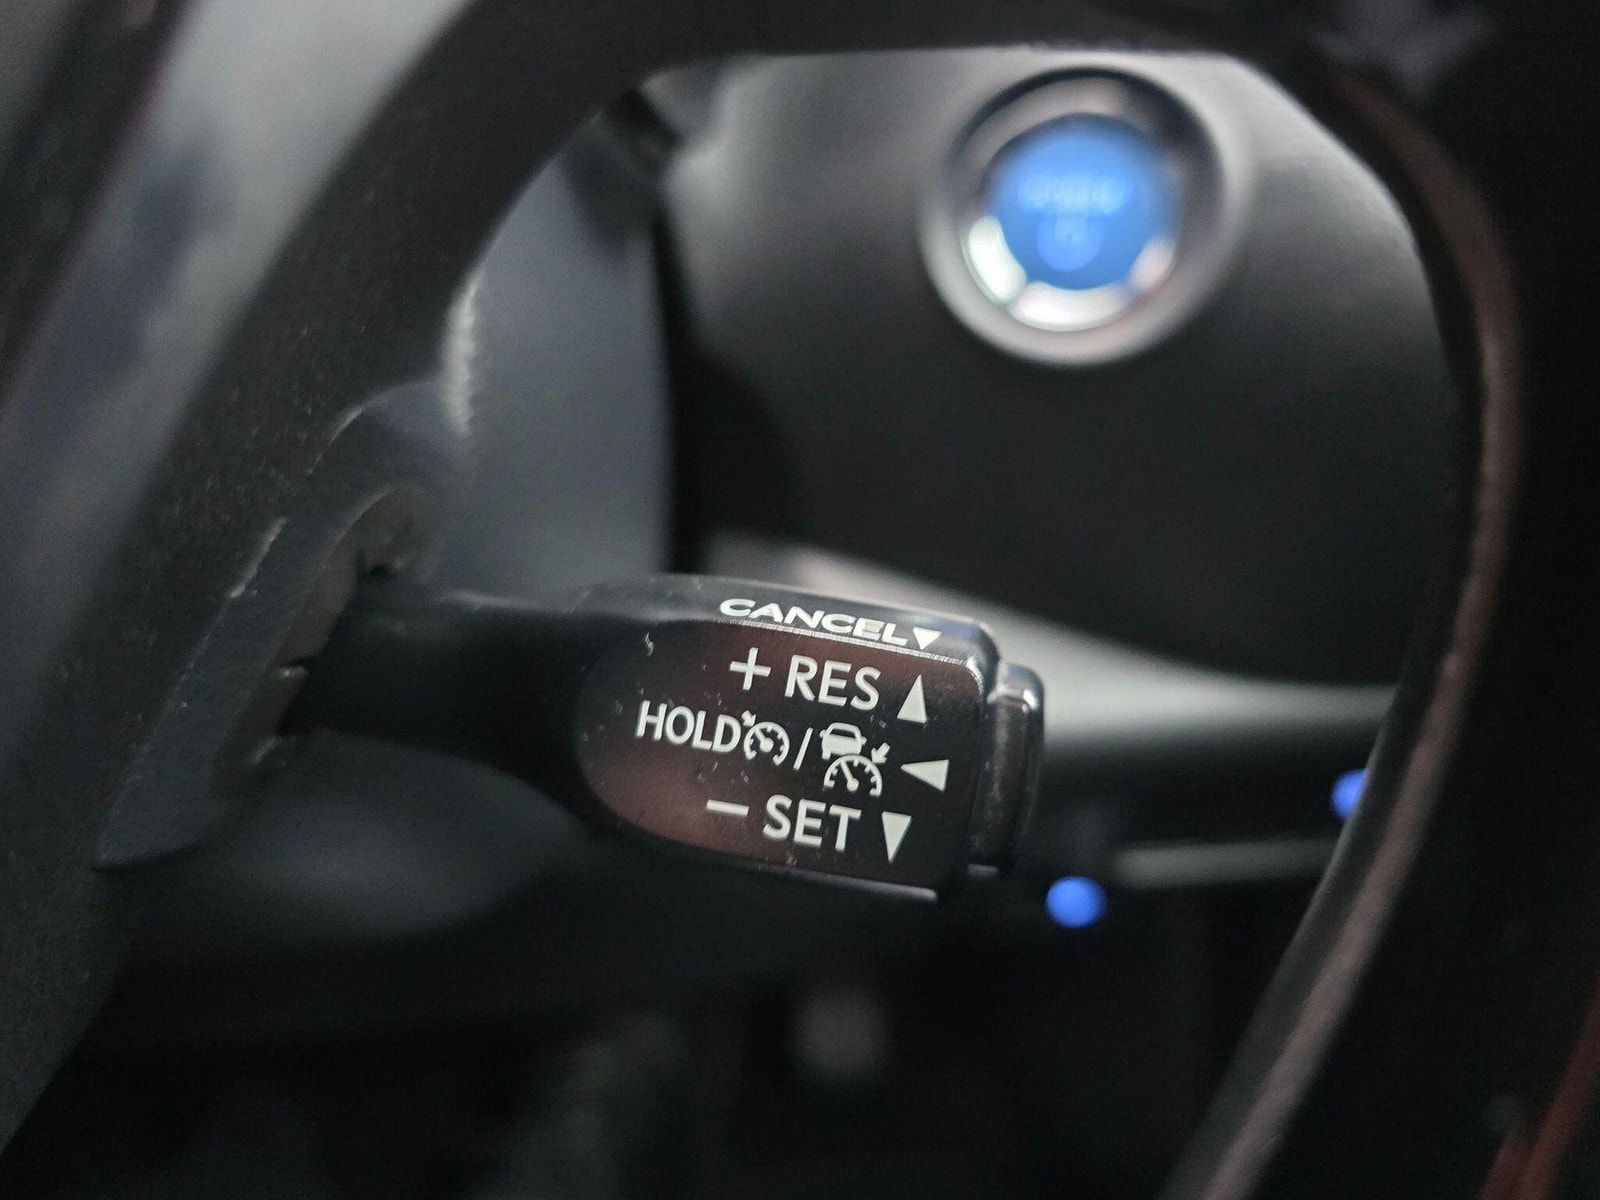 CANCEL▼
+ RES ▲
HOLD / ◀
− SET ▼